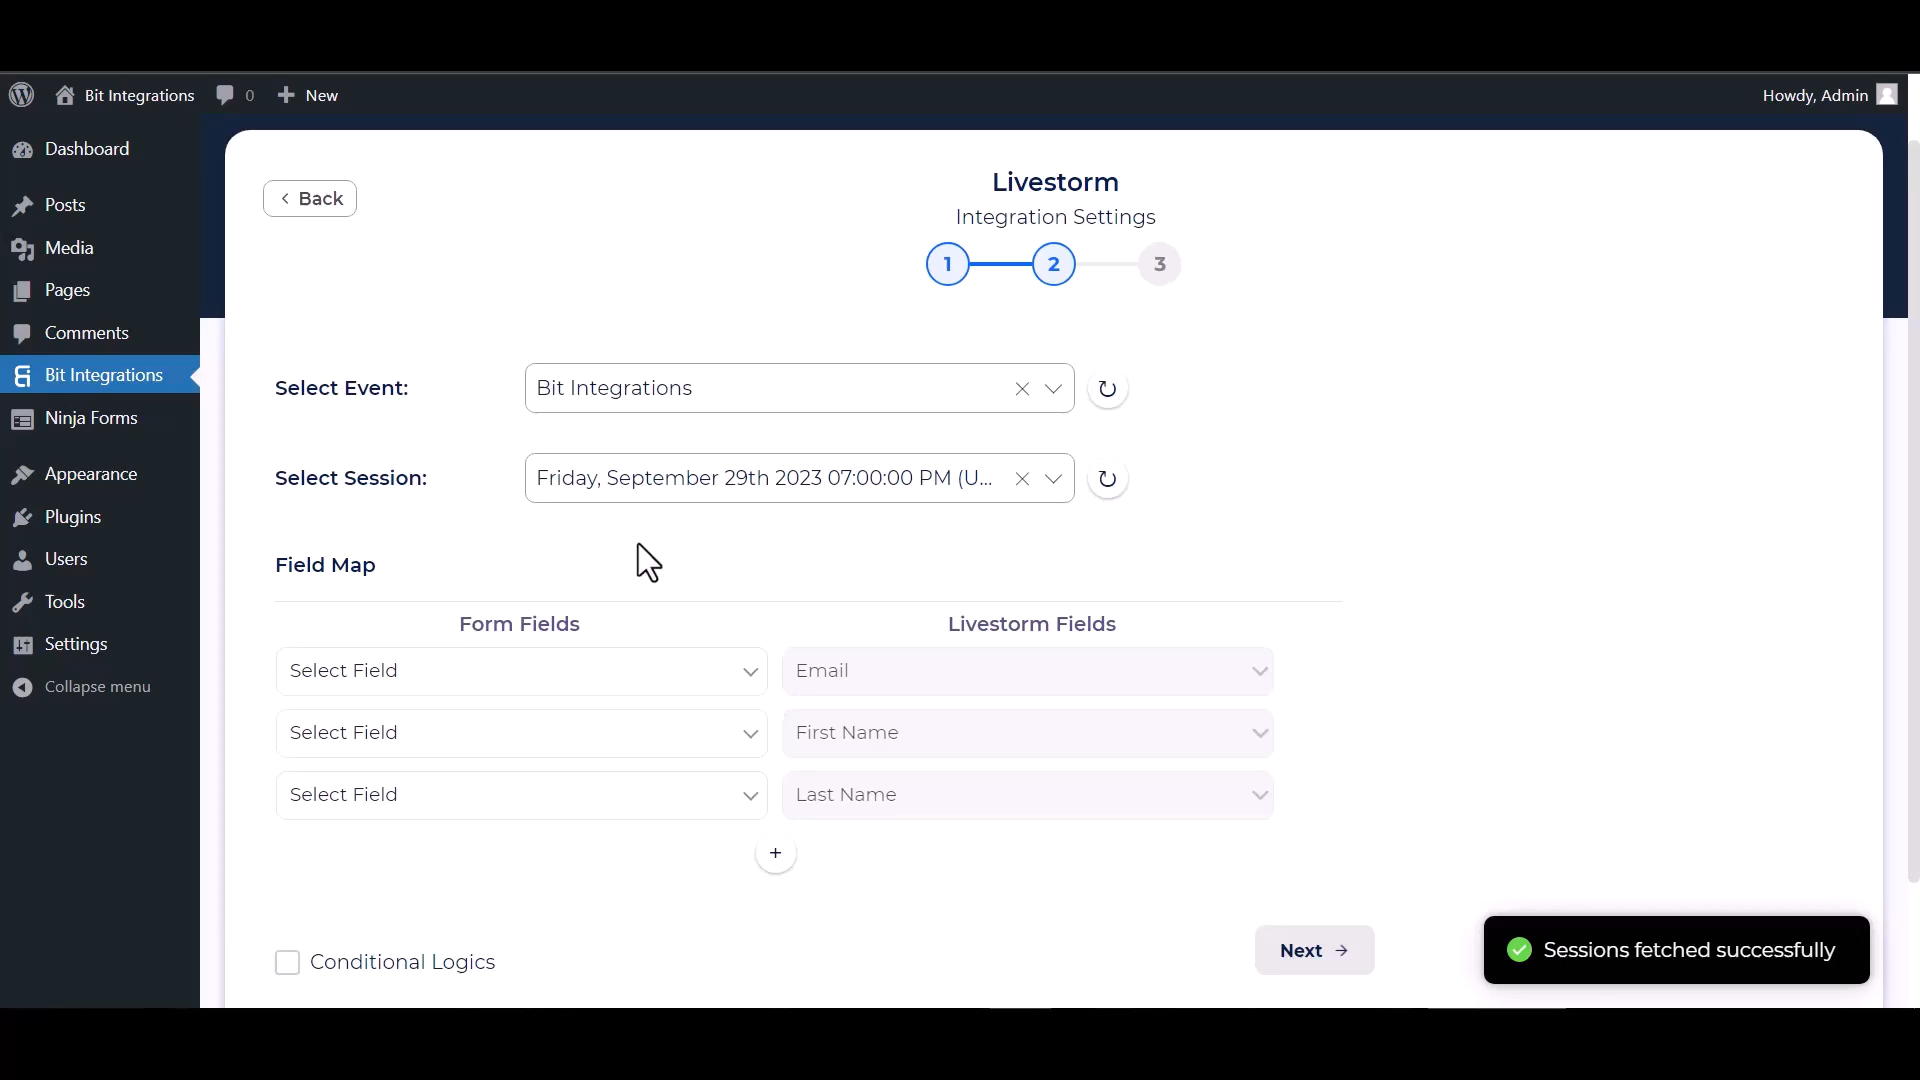 Bit Integrations 0 New Howdy, Admin
Dashboard
Posts
Media
Pages
Comments
Bit Integrations
Ninja Forms
Appearance
Plugins
Users
Tools
Settings
Collapse menu
Back
Livestorm
Integration Settings
1 2 3
Select Event: Bit Integrations
Select Session: Friday, September 29th 2023 07:00:00 PM (U...
Field Map
Form Fields Livestorm Fields
Select Field Email
Select Field First Name
Select Field Last Name
+
Conditional Logics
Next →
Sessions fetched successfully